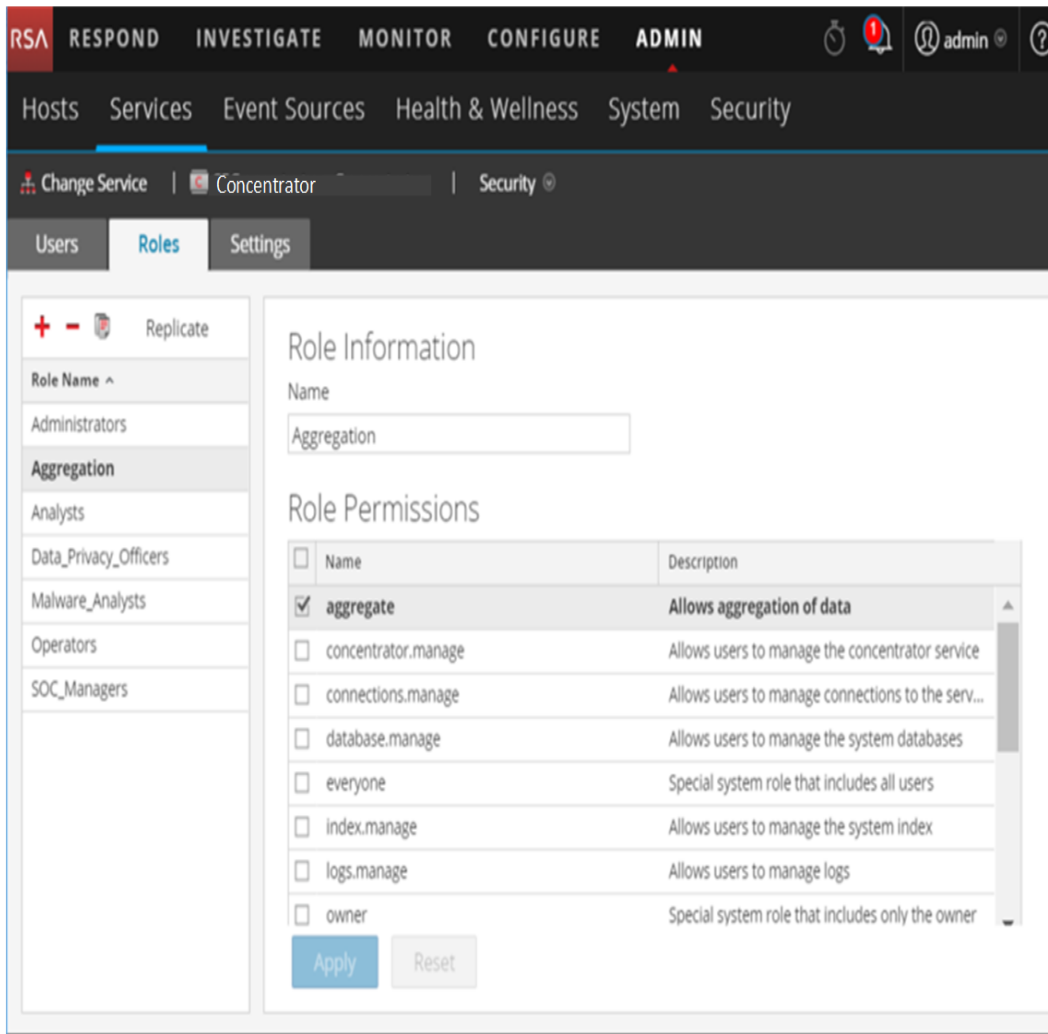 RSA RESPOND INVESTIGATE MONITOR CONFIGURE ADMIN 1 admin ?
Hosts Services Event Sources Health & Wellness System Security
Change Service | C Concentrator | Security
Users Roles Settings
Replicate
Role Name
Administrators
Aggregation
Analysts
Data_Privacy_Officers
Malware_Analysts
Operators
SOC_Managers
Role Information
Name
Aggregation
Role Permissions
Name Description
aggregate Allows aggregation of data
concentrator.manage Allows users to manage the concentrator service
connections.manage Allows users to manage connections to the serv...
database.manage Allows users to manage the system databases
everyone Special system role that includes all users
index.manage Allows users to manage the system index
logs.manage Allows users to manage logs
owner Special system role that includes only the owner
Apply Reset